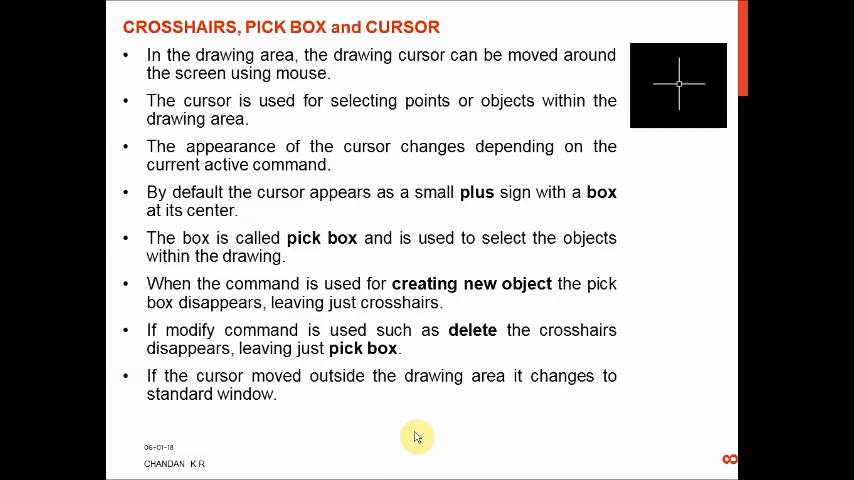 CROSSHAIRS, PICK BOX and CURSOR
• In the drawing area, the drawing cursor can be moved around
the screen using mouse.
• The cursor is used for selecting points or objects within the
drawing area.
• The appearance of the cursor changes depending on the
current active command.
• By default the cursor appears as a small plus sign with a box
at its center.
• The box is called pick box and is used to select the objects
within the drawing.
• When the command is used for creating new object the pick
box disappears, leaving just crosshairs.
• If modify command is used such as delete the crosshairs
disappears, leaving just pick box.
• If the cursor moved outside the drawing area it changes to
standard window.
06-01-18
CHANDAN K R
8